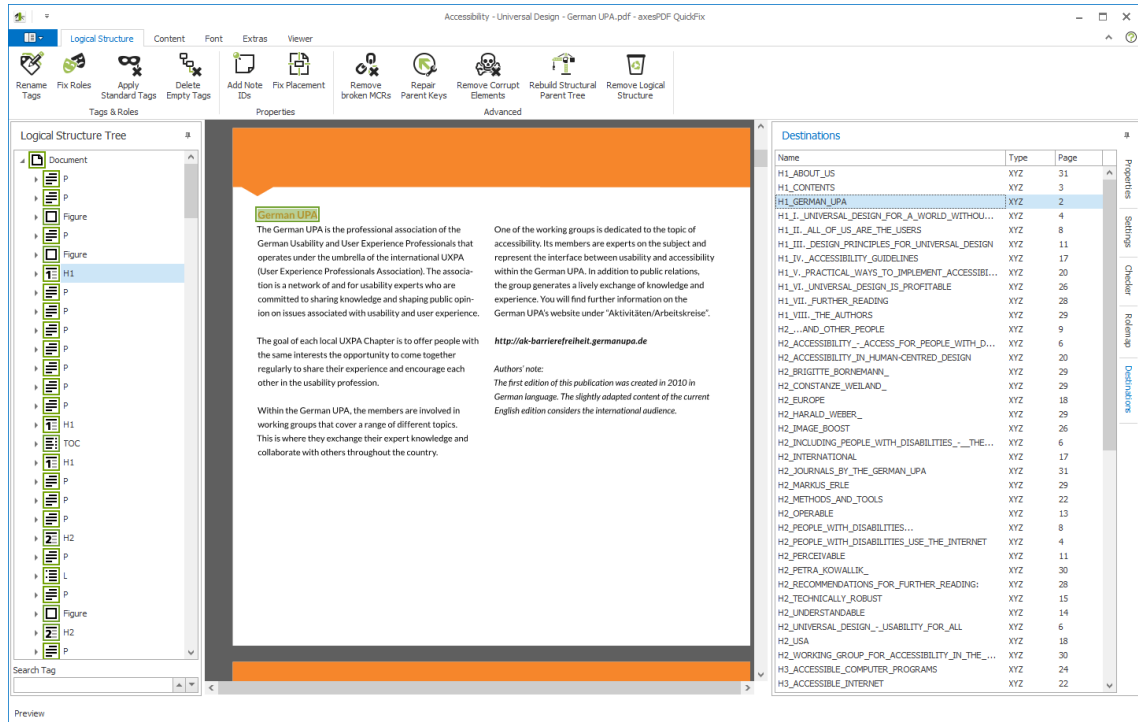 Accessibility - Universal Design - German UPA.pdf - axesPDF QuickFix
Logical Structure Content Font Extras Viewer
Rename Tags
Fix Roles
Apply Standard Tags
Delete Empty Tags
Add Note IDs
Fix Placement
Remove broken MCRs
Repair Parent Keys
Remove Corrupt Elements
Rebuild Structural Parent Tree
Remove Logical Structure
Tags & Roles
Properties
Advanced
Logical Structure Tree
Document
P
P
Figure
P
Figure
H1
P
P
P
P
P
P
P
H1
TOC
H1
P
P
P
H2
P
L
P
Figure
H2
P
Search Tag
Preview
German UPA
The German UPA is the professional association of the
German Usability and User Experience Professionals that
operates under the umbrella of the international UXPA
(User Experience Professionals Association). The associa-
tion is a network of and for usability experts who are
committed to sharing knowledge and shaping public opin-
ion on issues associated with usability and user experience.
The goal of each local UXPA Chapter is to offer people with
the same interests the opportunity to come together
regularly to share their experience and encourage each
other in the usability profession.
Within the German UPA, the members are involved in
working groups that cover a range of different topics.
This is where they exchange their expert knowledge and
collaborate with others throughout the country.
One of the working groups is dedicated to the topic of
accessibility. Its members are experts on the subject and
represent the interface between usability and accessibility
within the German UPA. In addition to public relations,
the group generates a lively exchange of knowledge and
experience. You will find further information on the
German UPA's website under "Aktivitäten/Arbeitskreise".
http://ak-barrierefreiheit.germanupa.de
Authors' note:
The first edition of this publication was created in 2010 in
German language. The slightly adapted content of the current
English edition considers the international audience.
Destinations
Name Type Page
H1_ABOUT_US XYZ 31
H1_CONTENTS XYZ 3
H1_GERMAN_UPA XYZ 2
H1_I._UNIVERSAL_DESIGN_FOR_A_WORLD_WITHOU... XYZ 4
H1_II._ALL_OF_US_ARE_THE_USERS XYZ 8
H1_III._DESIGN_PRINCIPLES_FOR_UNIVERSAL_DESIGN XYZ 11
H1_IV._ACCESSIBILITY_GUIDELINES XYZ 17
H1_V._PRACTICAL_WAYS_TO_IMPLEMENT_ACCESSIBI... XYZ 20
H1_VI._UNIVERSAL_DESIGN_IS_PROFITABLE XYZ 26
H1_VII._FURTHER_READING XYZ 28
H1_VIII._THE_AUTHORS XYZ 29
H2_...AND_OTHER_PEOPLE XYZ 9
H2_ACCESSIBILITY_-_ACCESS_FOR_PEOPLE_WITH_D... XYZ 6
H2_ACCESSIBILITY_IN_HUMAN-CENTRED_DESIGN XYZ 20
H2_BRIGITTE_BORNEMANN_ XYZ 29
H2_CONSTANZE_WEILAND_ XYZ 29
H2_EUROPE XYZ 18
H2_HARALD_WEBER_ XYZ 29
H2_IMAGE_BOOST XYZ 26
H2_INCLUDING_PEOPLE_WITH_DISABILITIES_-__THE... XYZ 6
H2_INTERNATIONAL XYZ 17
H2_JOURNALS_BY_THE_GERMAN_UPA XYZ 31
H2_MARKUS_ERLE XYZ 29
H2_METHODS_AND_TOOLS XYZ 22
H2_OPERABLE XYZ 13
H2_PEOPLE_WITH_DISABILITIES... XYZ 8
H2_PEOPLE_WITH_DISABILITIES_USE_THE_INTERNET XYZ 4
H2_PERCEIVABLE XYZ 11
H2_PETRA_KOWALLIK_ XYZ 30
H2_RECOMMENDATIONS_FOR_FURTHER_READING: XYZ 28
H2_TECHNICALLY_ROBUST XYZ 15
H2_UNDERSTANDABLE XYZ 14
H2_UNIVERSAL_DESIGN_-_USABILITY_FOR_ALL XYZ 6
H2_USA XYZ 18
H2_WORKING_GROUP_FOR_ACCESSIBILITY_IN_THE_... XYZ 30
H3_ACCESSIBLE_COMPUTER_PROGRAMS XYZ 24
H3_ACCESSIBLE_INTERNET XYZ 22
Properties
Settings
Checker
Rolemap
Destinations